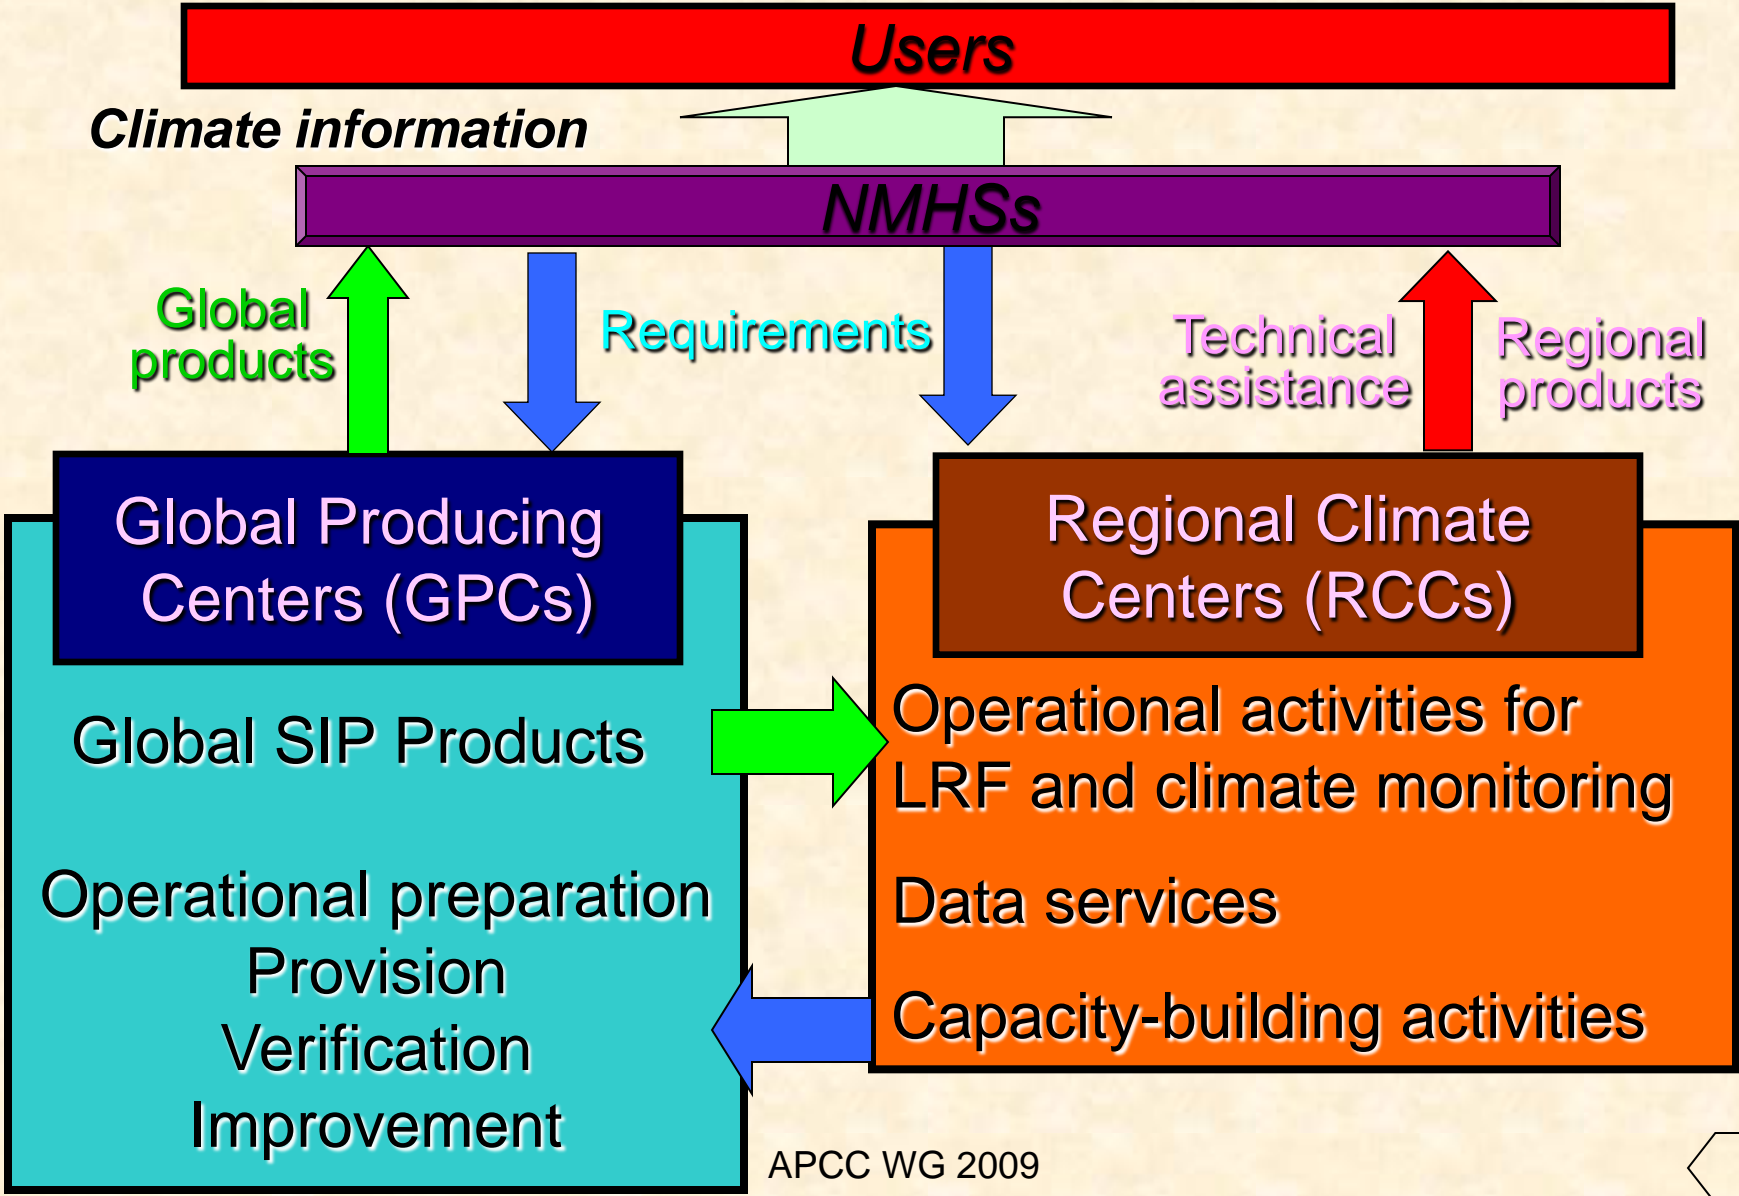 Users
Climate information
NMHSs
Global
products
Requirements
Technical
assistance
Regional
products
Global Producing
Centers (GPCs)
Regional Climate
Centers (RCCs)
Global SIP Products
Operational preparation
Provision
Verification
Improvement
Operational activities for
LRF and climate monitoring
Data services
Capacity-building activities
APCC WG 2009